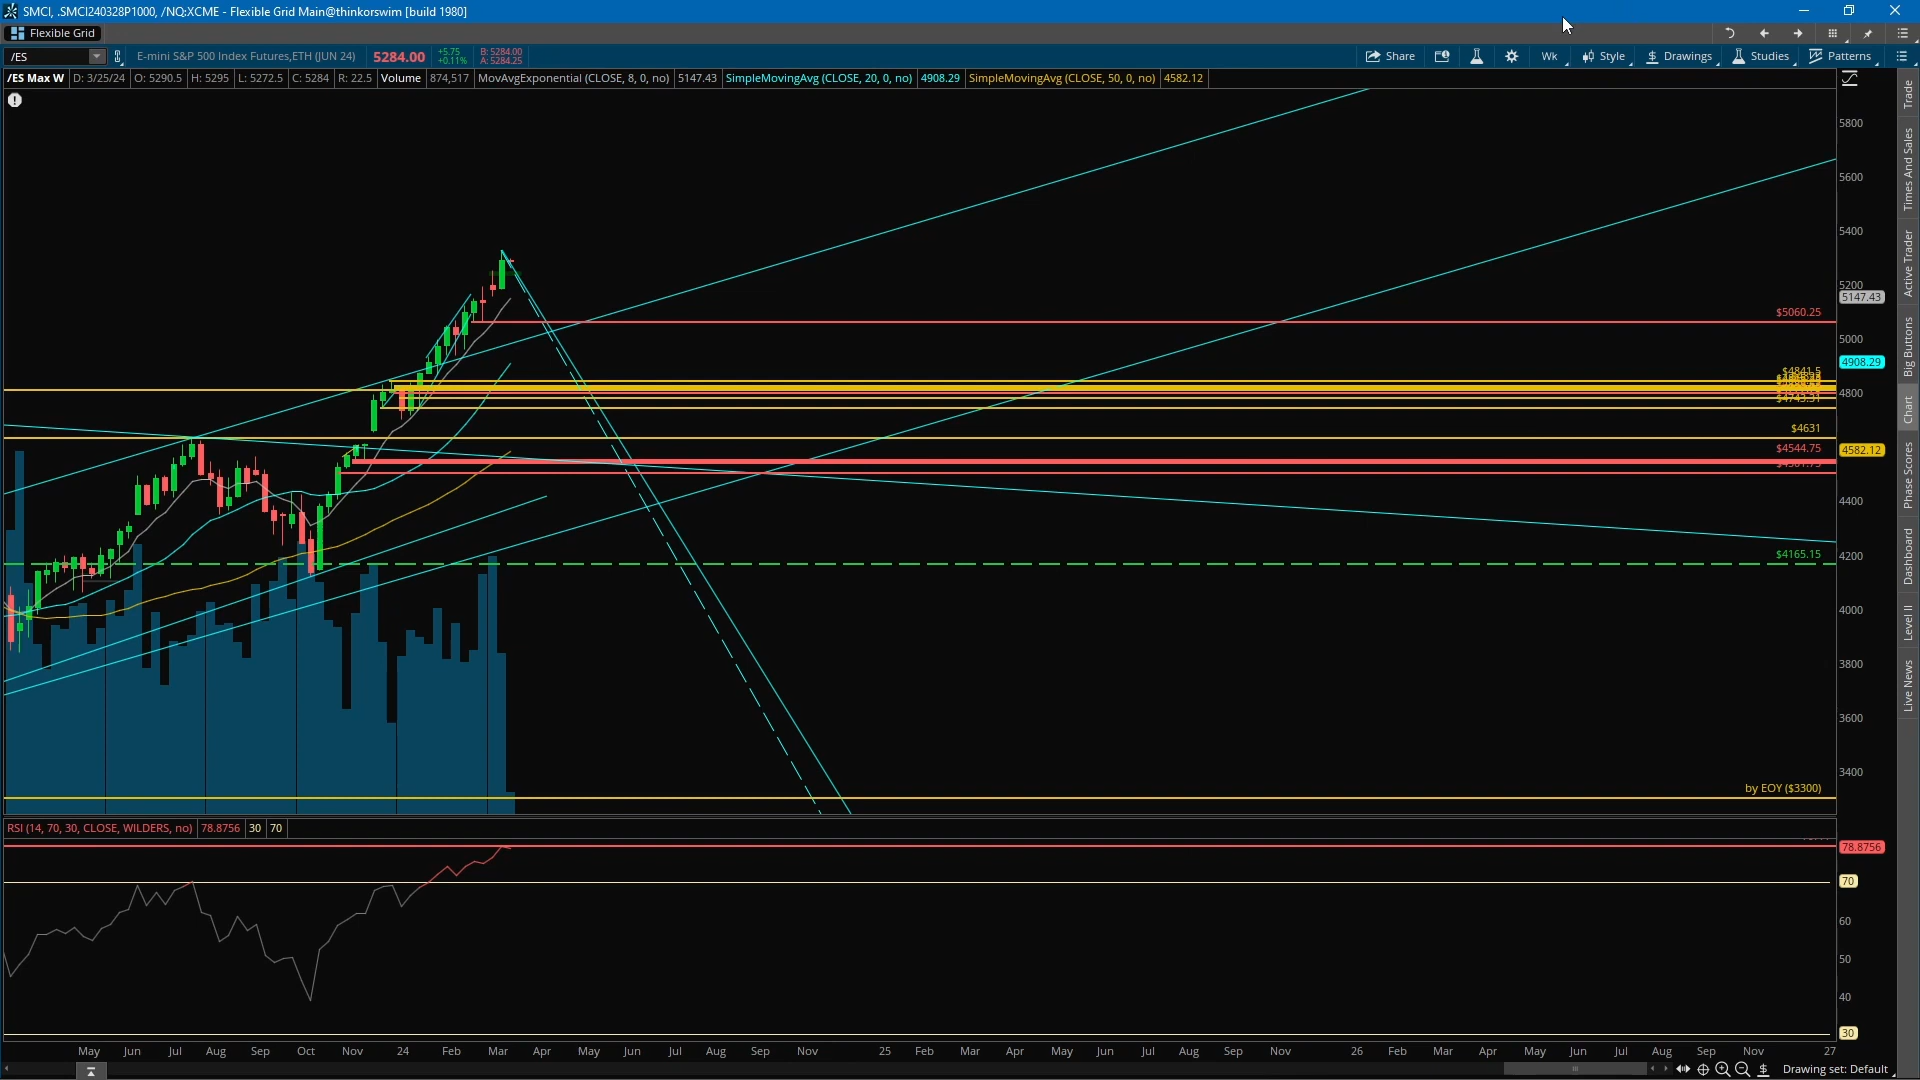 SMCI, .SMCI240328P1000, /NQ:XCME - Flexible Grid Main@thinkorswim [build 1980]
Flexible Grid
/ES E-mini S&P 500 Index Futures,ETH (JUN 24) 5284.00 +5.75 +0.11% B: 5284.00 A: 5284.25 Share Wk Style Drawings Studies Patterns
/ES Max W D: 3/25/24 O: 5290.5 H: 5295 L: 5272.5 C: 5284 R: 22.5 Volume 874,517 MovAvgExponential (CLOSE, 8, 0, no) 5147.43 SimpleMovingAvg (CLOSE, 20, 0, no) 4908.29 SimpleMovingAvg (CLOSE, 50, 0, no) 4582.12
5800
5600
5400
5200
5147.43
$5060.25
5000
4908.29
$4841.5
4800
$4743.51
$4631
$4544.75
4582.12
4400
$4165.15
4200
4000
3800
3600
3400
by EOY ($3300)
RSI (14, 70, 30, CLOSE, WILDERS, no) 78.8756 30 70
78.8756
70
60
50
40
30
May Jun Jul Aug Sep Oct Nov 24 Feb Mar Apr May Jun Jul Aug Sep Nov 25 Feb Mar Apr May Jun Jul Aug Sep Nov 26 Feb Mar Apr May Jun Jul Aug Sep Nov 27
Drawing set: Default
Trade
Times And Sales
Active Trader
Big Buttons
Chart
Phase Scores
Dashboard
Level II
Live News